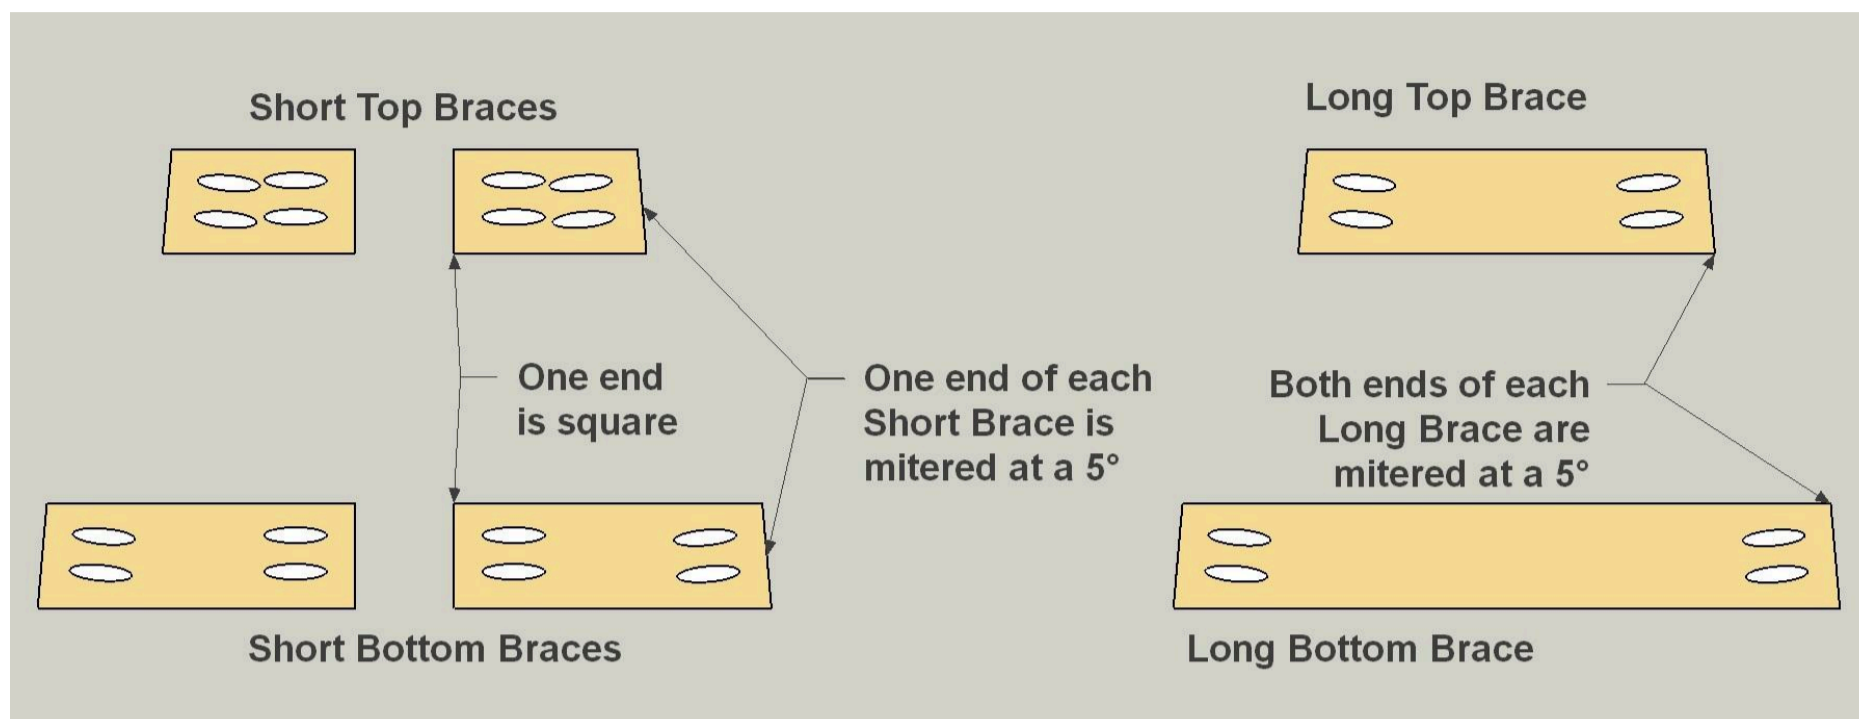 Short Top Braces
Long Top Brace
One end
is square
One end of each
Short Brace is
mitered at a 5°
Both ends of each
Long Brace are
mitered at a 5°
Short Bottom Braces
Long Bottom Brace